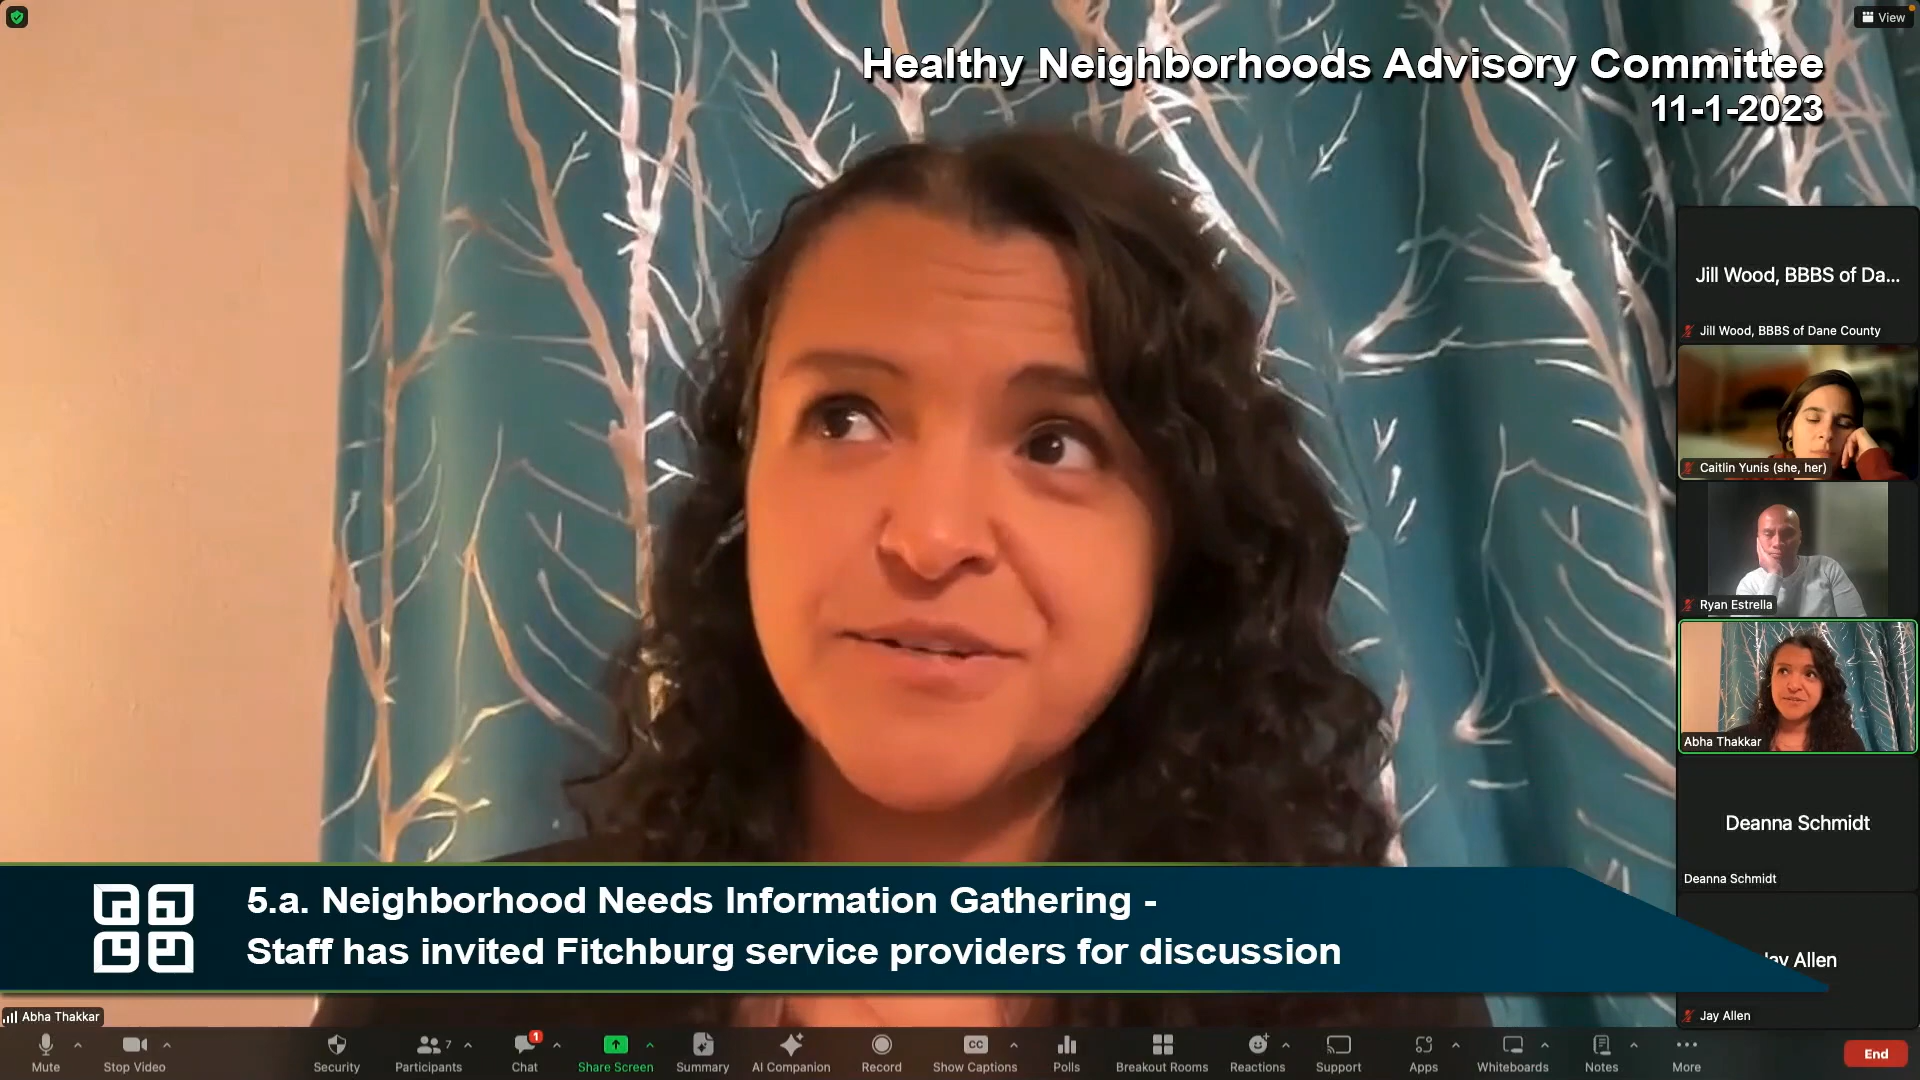 View
Healthy Neighborhoods Advisory Committee
11-1-2023
Jill Wood, BBBS of Da...
Jill Wood, BBBS of Dane County
Caitlin Yunis (she, her)
Ryan Estrella
Abha Thakkar
Deanna Schmidt
Deanna Schmidt
Jay Allen
Jay Allen
5.a. Neighborhood Needs Information Gathering -
Staff has invited Fitchburg service providers for discussion
Abha Thakkar
Mute
Stop Video
Security
Participants 7
Chat 1
Share Screen
Summary
AI Companion
Record
CC Show Captions
Polls
Breakout Rooms
Reactions
Support
Apps
Whiteboards
Notes
More
End